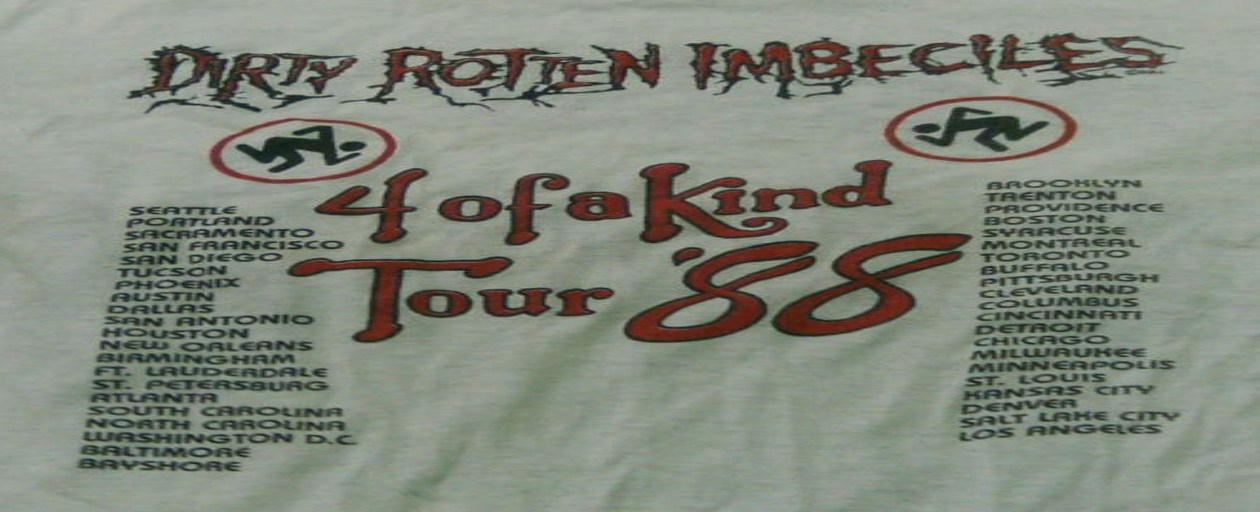 DIRTY ROTTEN IMBECILES
4 of a Kind
Tour '88
SEATTLE
PORTLAND
SACRAMENTO
SAN FRANCISCO
SAN DIEGO
TUCSON
PHOENIX
AUSTIN
DALLAS
SAN ANTONIO
HOUSTON
NEW ORLEANS
BIRMINGHAM
FT. LAUDERDALE
ST. PETERSBURG
ATLANTA
SOUTH CAROLINA
NORTH CAROLINA
WASHINGTON D.C.
BALTIMORE
BAYSHORE
BROOKLYN
TRENTON
PROVIDENCE
BOSTON
SYRACUSE
MONTREAL
TORONTO
BUFFALO
PITTSBURGH
CLEVELAND
COLUMBUS
CINCINNATI
DETROIT
CHICAGO
MILWAUKEE
MINNEAPOLIS
ST. LOUIS
KANSAS CITY
DENVER
SALT LAKE CITY
LOS ANGELES